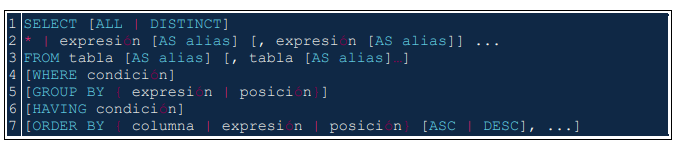 1 SELECT [ALL | DISTINCT]
2 * | expresión [AS alias] [, expresión [AS alias]] ...
3 FROM tabla [AS alias] [, tabla [AS alias]…]
4 [WHERE condición]
5 [GROUP BY { expresión | posición}]
6 [HAVING condición]
7 [ORDER BY { columna | expresión | posición} [ASC | DESC], ...]